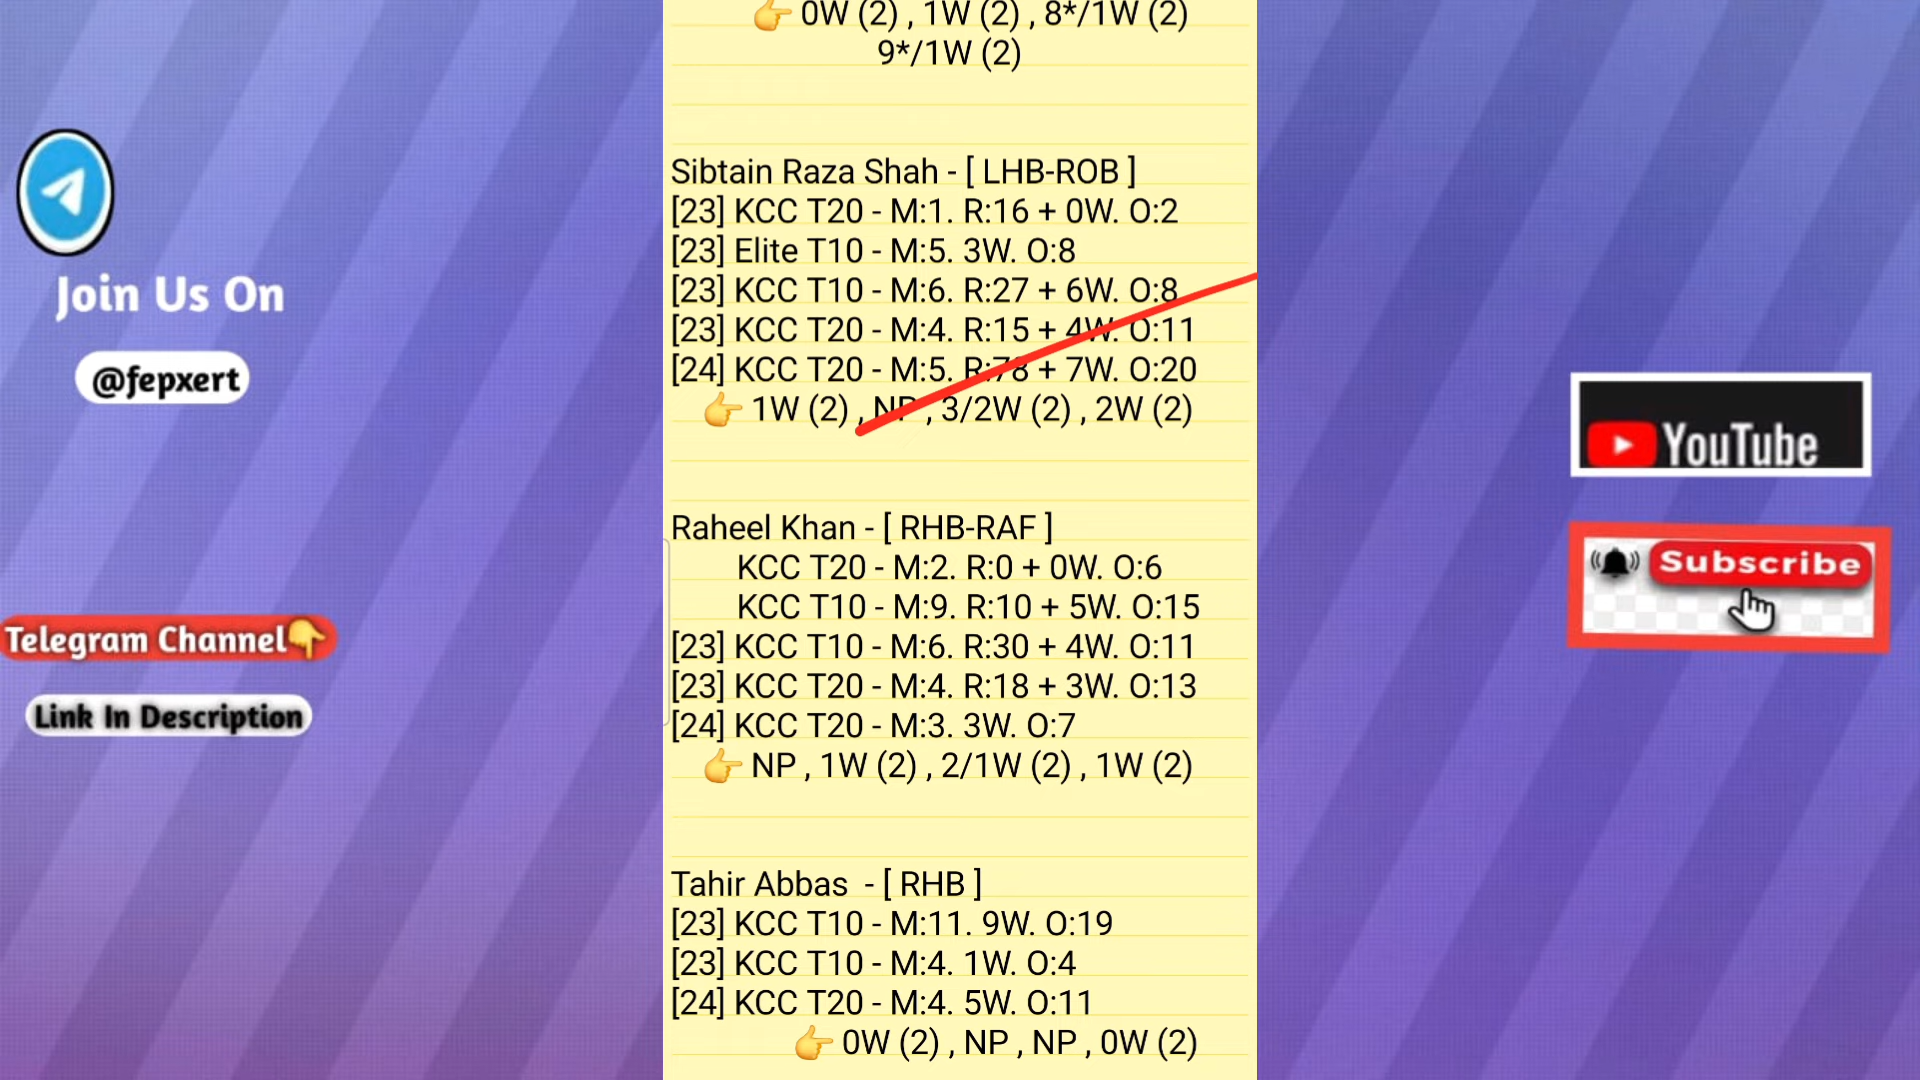 👉 0W (2) , 1W (2) , 8*/1W (2)
9*/1W (2)
Sibtain Raza Shah - [ LHB-ROB ]
[23] KCC T20 - M:1. R:16 + 0W. O:2
[23] Elite T10 - M:5. 3W. O:8
[23] KCC T10 - M:6. R:27 + 6W. O:8
[23] KCC T20 - M:4. R:15 + 4W. O:11
[24] KCC T20 - M:5. R:78 + 7W. O:20
👉 1W (2) , NP , 3/2W (2) , 2W (2)
Raheel Khan - [ RHB-RAF ]
KCC T20 - M:2. R:0 + 0W. O:6
KCC T10 - M:9. R:10 + 5W. O:15
[23] KCC T10 - M:6. R:30 + 4W. O:11
[23] KCC T20 - M:4. R:18 + 3W. O:13
[24] KCC T20 - M:3. 3W. O:7
👉 NP , 1W (2) , 2/1W (2) , 1W (2)
Tahir Abbas - [ RHB ]
[23] KCC T10 - M:11. 9W. O:19
[23] KCC T10 - M:4. 1W. O:4
[24] KCC T20 - M:4. 5W. O:11
👉 0W (2) , NP , NP , 0W (2)
Join Us On
@fepxert
Telegram Channel👇
Link In Description
YouTube
Subscribe